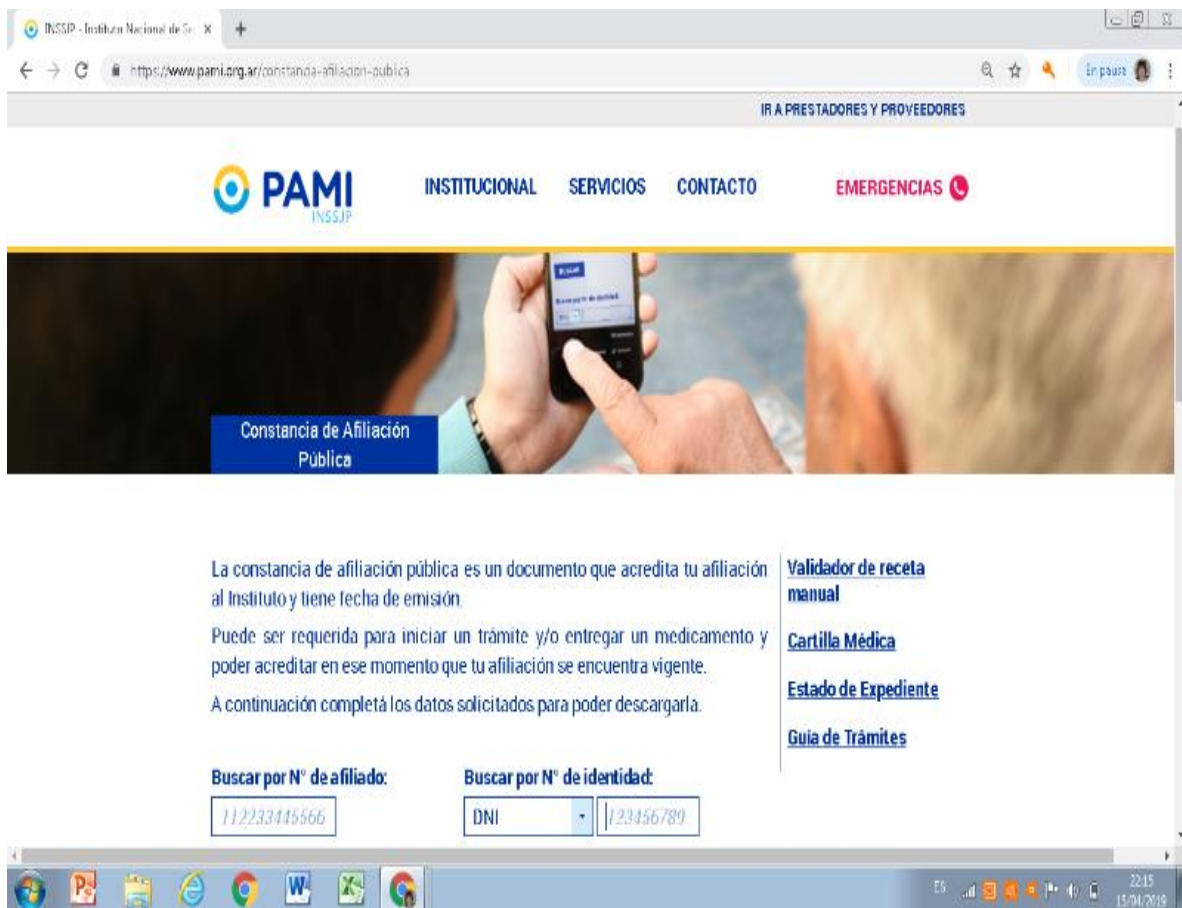 INSSJP - Instituto Nacional de Se
https://www.pami.org.ar/constancia-afiliacion-publica
En pausa
IR A PRESTADORES Y PROVEEDORES
PAMI
INSSJP
INSTITUCIONAL SERVICIOS CONTACTO EMERGENCIAS
BUSCAR
Constancia de Afiliación
Pública
La constancia de afiliación pública es un documento que acredita tu afiliación
al Instituto y tiene fecha de emisión.
Puede ser requerida para iniciar un trámite y/o entregar un medicamento y
poder acreditar en ese momento que tu afiliación se encuentra vigente.
A continuación completá los datos solicitados para poder descargarla.
Validador de receta
manual
Cartilla Médica
Estado de Expediente
Guía de Trámites
Buscar por N° de afiliado: Buscar por N° de identidad:
112233445566 DNI 123456789
ES 22:15
15/04/2019